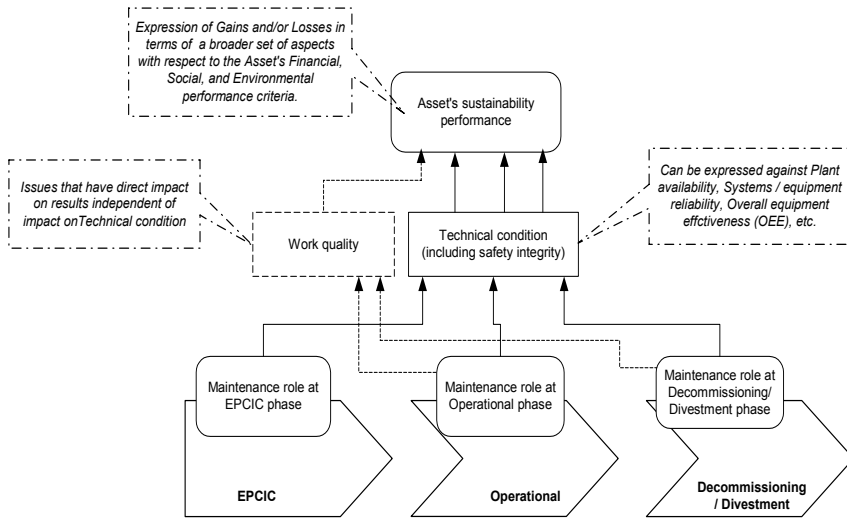 Expression of Gains and/or Losses in
terms of a broader set of aspects
with respect to the Asset's Financial,
Social, and Environmental
performance criteria.
Asset's sustainability
performance
Issues that have direct impact
on results independent of
impact onTechnical condition
Can be expressed against Plant
availability, Systems / equipment
reliability, Overall equipment
effctiveness (OEE), etc.
Work quality
Technical condition
(including safety integrity)
Maintenance role at
EPCIC phase
Maintenance role at
Operational phase
Maintenance role at
Decommissioning/
Divestment phase
EPCIC
Operational
Decommissioning
/ Divestment